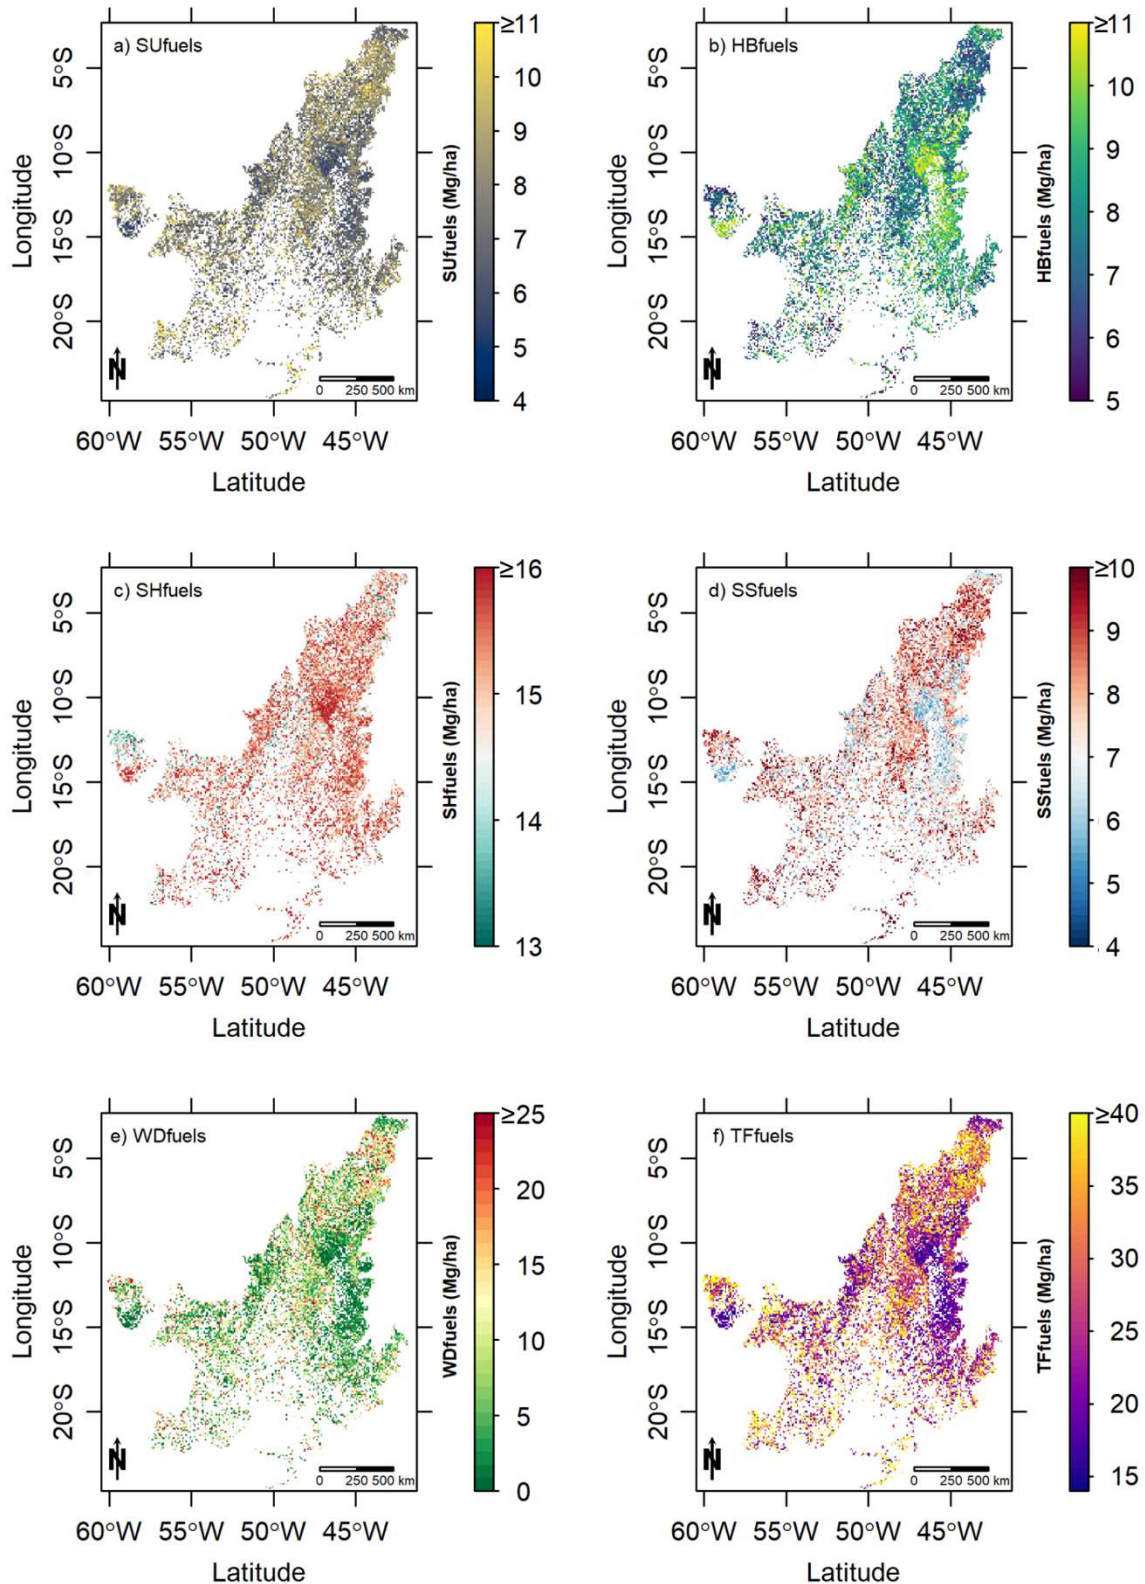 a) SUfuels
≥11
10
9
8
7
6
5
4
SUfuels (Mg/ha)
5°S
10°S
15°S
20°S
Longitude
N
0 250 500 km
60°W 55°W 50°W 45°W
Latitude
b) HBfuels
≥11
10
9
8
7
6
5
HBfuels (Mg/ha)
5°S
10°S
15°S
20°S
Longitude
N
0 250 500 km
60°W 55°W 50°W 45°W
Latitude
c) SHfuels
≥16
15
14
13
SHfuels (Mg/ha)
5°S
10°S
15°S
20°S
Longitude
N
0 250 500 km
60°W 55°W 50°W 45°W
Latitude
d) SSfuels
≥10
9
8
7
6
5
4
SSfuels (Mg/ha)
5°S
10°S
15°S
20°S
Longitude
N
0 250 500 km
60°W 55°W 50°W 45°W
Latitude
e) WDfuels
≥25
20
15
10
5
0
WDfuels (Mg/ha)
5°S
10°S
15°S
20°S
Longitude
N
0 250 500 km
60°W 55°W 50°W 45°W
Latitude
f) TFfuels
≥40
35
30
25
20
15
TFfuels (Mg/ha)
5°S
10°S
15°S
20°S
Longitude
N
0 250 500 km
60°W 55°W 50°W 45°W
Latitude